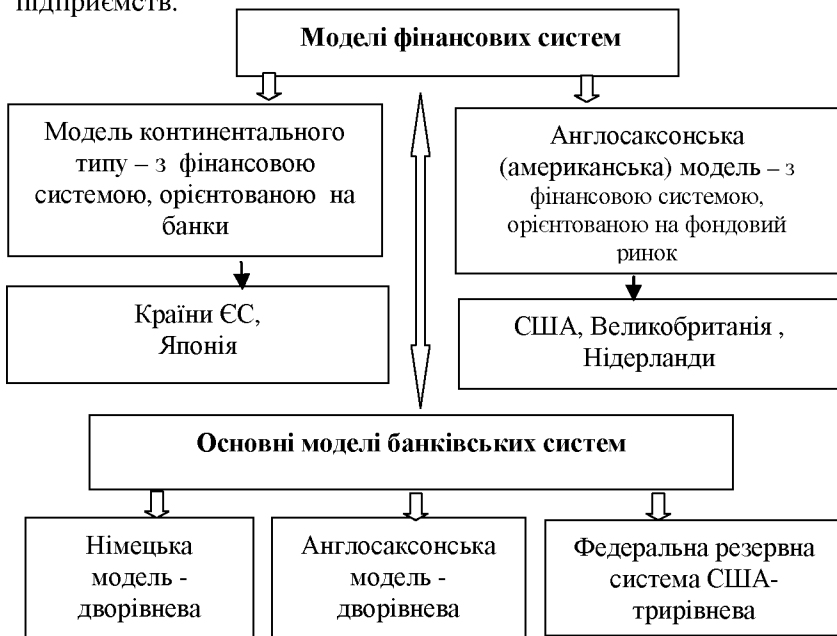 підприємств.
Моделі фінансових систем
Модель континентального
типу – з фінансовою
системою, орієнтованою на
банки
Англосаксонська
(американська) модель – з
фінансовою системою,
орієнтованою на фондовий
ринок
Країни ЄС,
Японія
США, Великобританія ,
Нідерланди
Основні моделі банківських систем
Німецька
модель -
дворівнева
Англосаксонська
модель -
дворівнева
Федеральна резервна
система США-
трирівнева